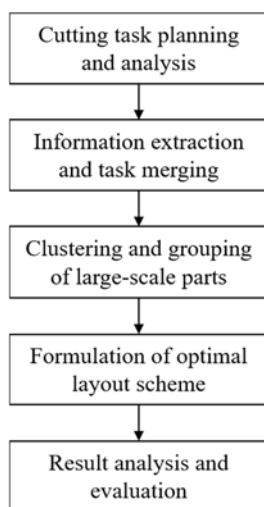 Cutting task planning
and analysis
Information extraction
and task merging
Clustering and grouping
of large-scale parts
Formulation of optimal
layout scheme
Result analysis and
evaluation